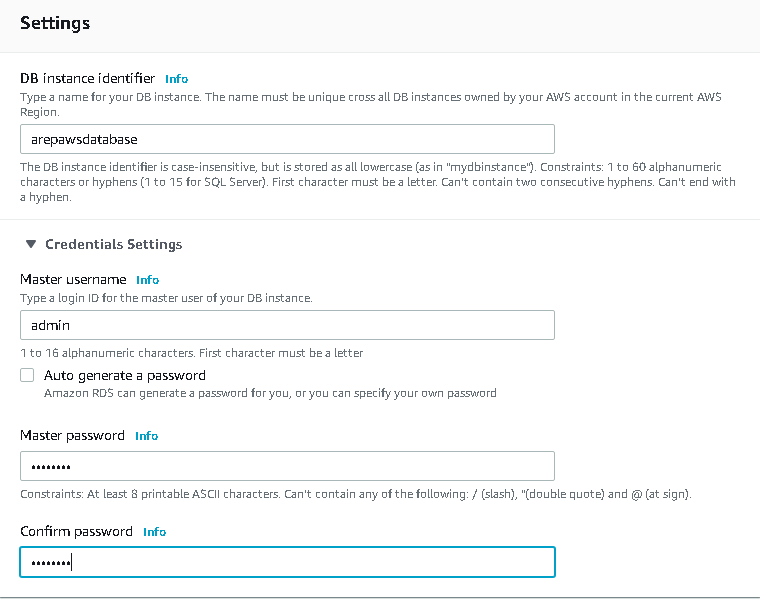 Settings
DB instance identifier Info
Type a name for your DB instance. The name must be unique cross all DB instances owned by your AWS account in the current AWS
Region.
arepawsdatabase
The DB instance identifier is case-insensitive, but is stored as all lowercase (as in "mydbinstance"). Constraints: 1 to 60 alphanumeric
characters or hyphens (1 to 15 for SQL Server). First character must be a letter. Can't contain two consecutive hyphens. Can't end with
a hyphen.
▼ Credentials Settings
Master username Info
Type a login ID for the master user of your DB instance.
admin
1 to 16 alphanumeric characters. First character must be a letter
Auto generate a password
Amazon RDS can generate a password for you, or you can specify your own password
Master password Info
••••••••
Constraints: At least 8 printable ASCII characters. Can't contain any of the following: / (slash), "(double quote) and @ (at sign).
Confirm password Info
••••••••